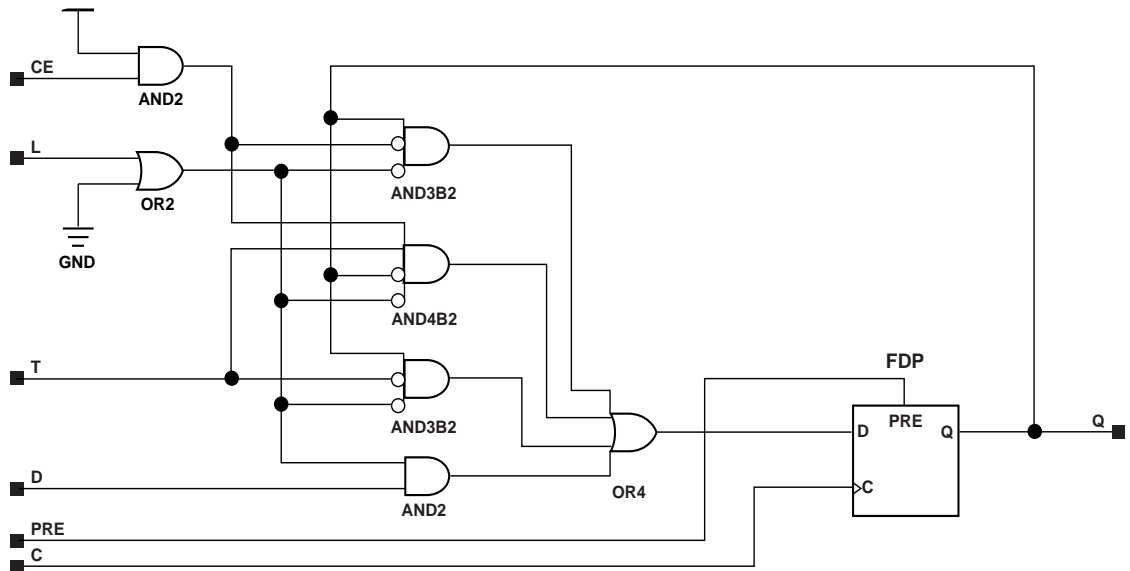 CE
AND2
L
OR2
GND
AND3B2
AND4B2
T
AND3B2
FDP
PRE
D
Q
Q
C
D
AND2
OR4
PRE
C